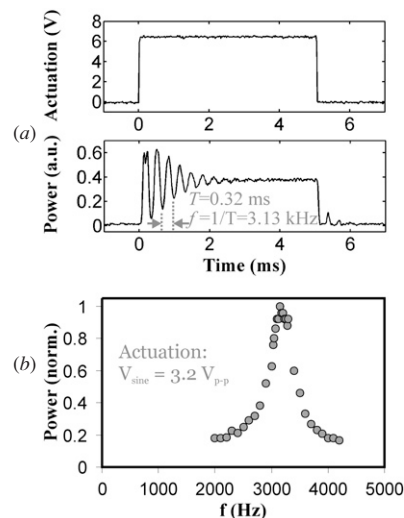 (a)
Actuation (V)
8
6
4
2
0
0 2 4 6
Power (a.u.)
0.6
0.4
0.2
0
T=0.32 ms
f=1/T=3.13 kHz
0 2 4 6
Time (ms)
(b)
Power (norm.)
1
0.8
0.6
0.4
0.2
0
Actuation:
Vsine = 3.2 Vp-p
0 1000 2000 3000 4000 5000
f (Hz)